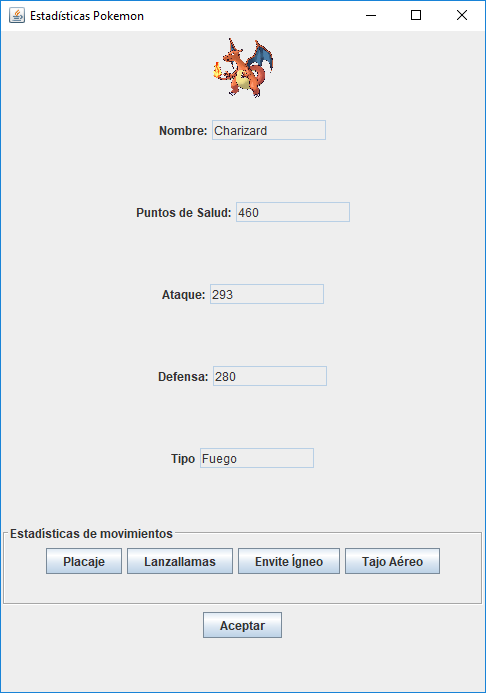 Estadísticas Pokemon
Nombre: Charizard
Puntos de Salud: 460
Ataque: 293
Defensa: 280
Tipo Fuego
Estadísticas de movimientos
Placaje Lanzallamas Envite Ígneo Tajo Aéreo
Aceptar